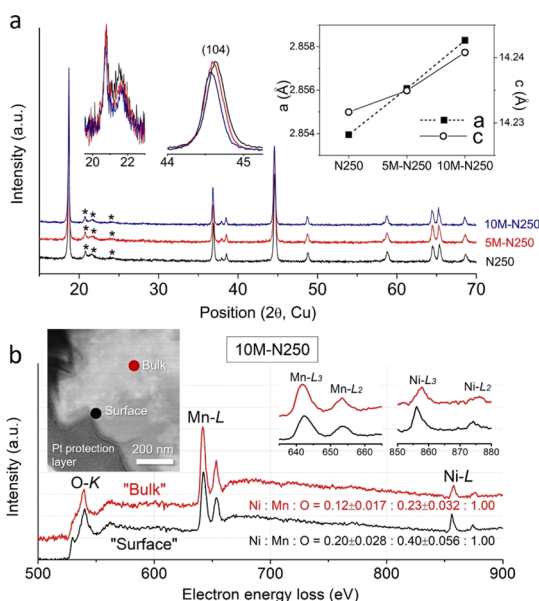 a
(104)
20 22
44 45
2.858
2.856
2.854
a (Å)
14.24
14.23
c (Å)
a
c
N250 5M-N250 10M-N250
Intensity (a.u.)
* * *
10M-N250
* * *
5M-N250
* * *
N250
20 30 40 50 60 70
Position (2θ, Cu)
b
10M-N250
Bulk
Surface
Pt protection
layer
200 nm
Mn-L3
Mn-L2
Ni-L3
Ni-L2
640 660
850 856 862 868 874 880
Mn-L
O-K
Ni-L
"Bulk"
Ni : Mn : O = 0.12±0.017 : 0.23±0.032 : 1.00
"Surface"
Ni : Mn : O = 0.20±0.028 : 0.40±0.056 : 1.00
Intensity (a.u.)
500 600 700 800 900
Electron energy loss (eV)